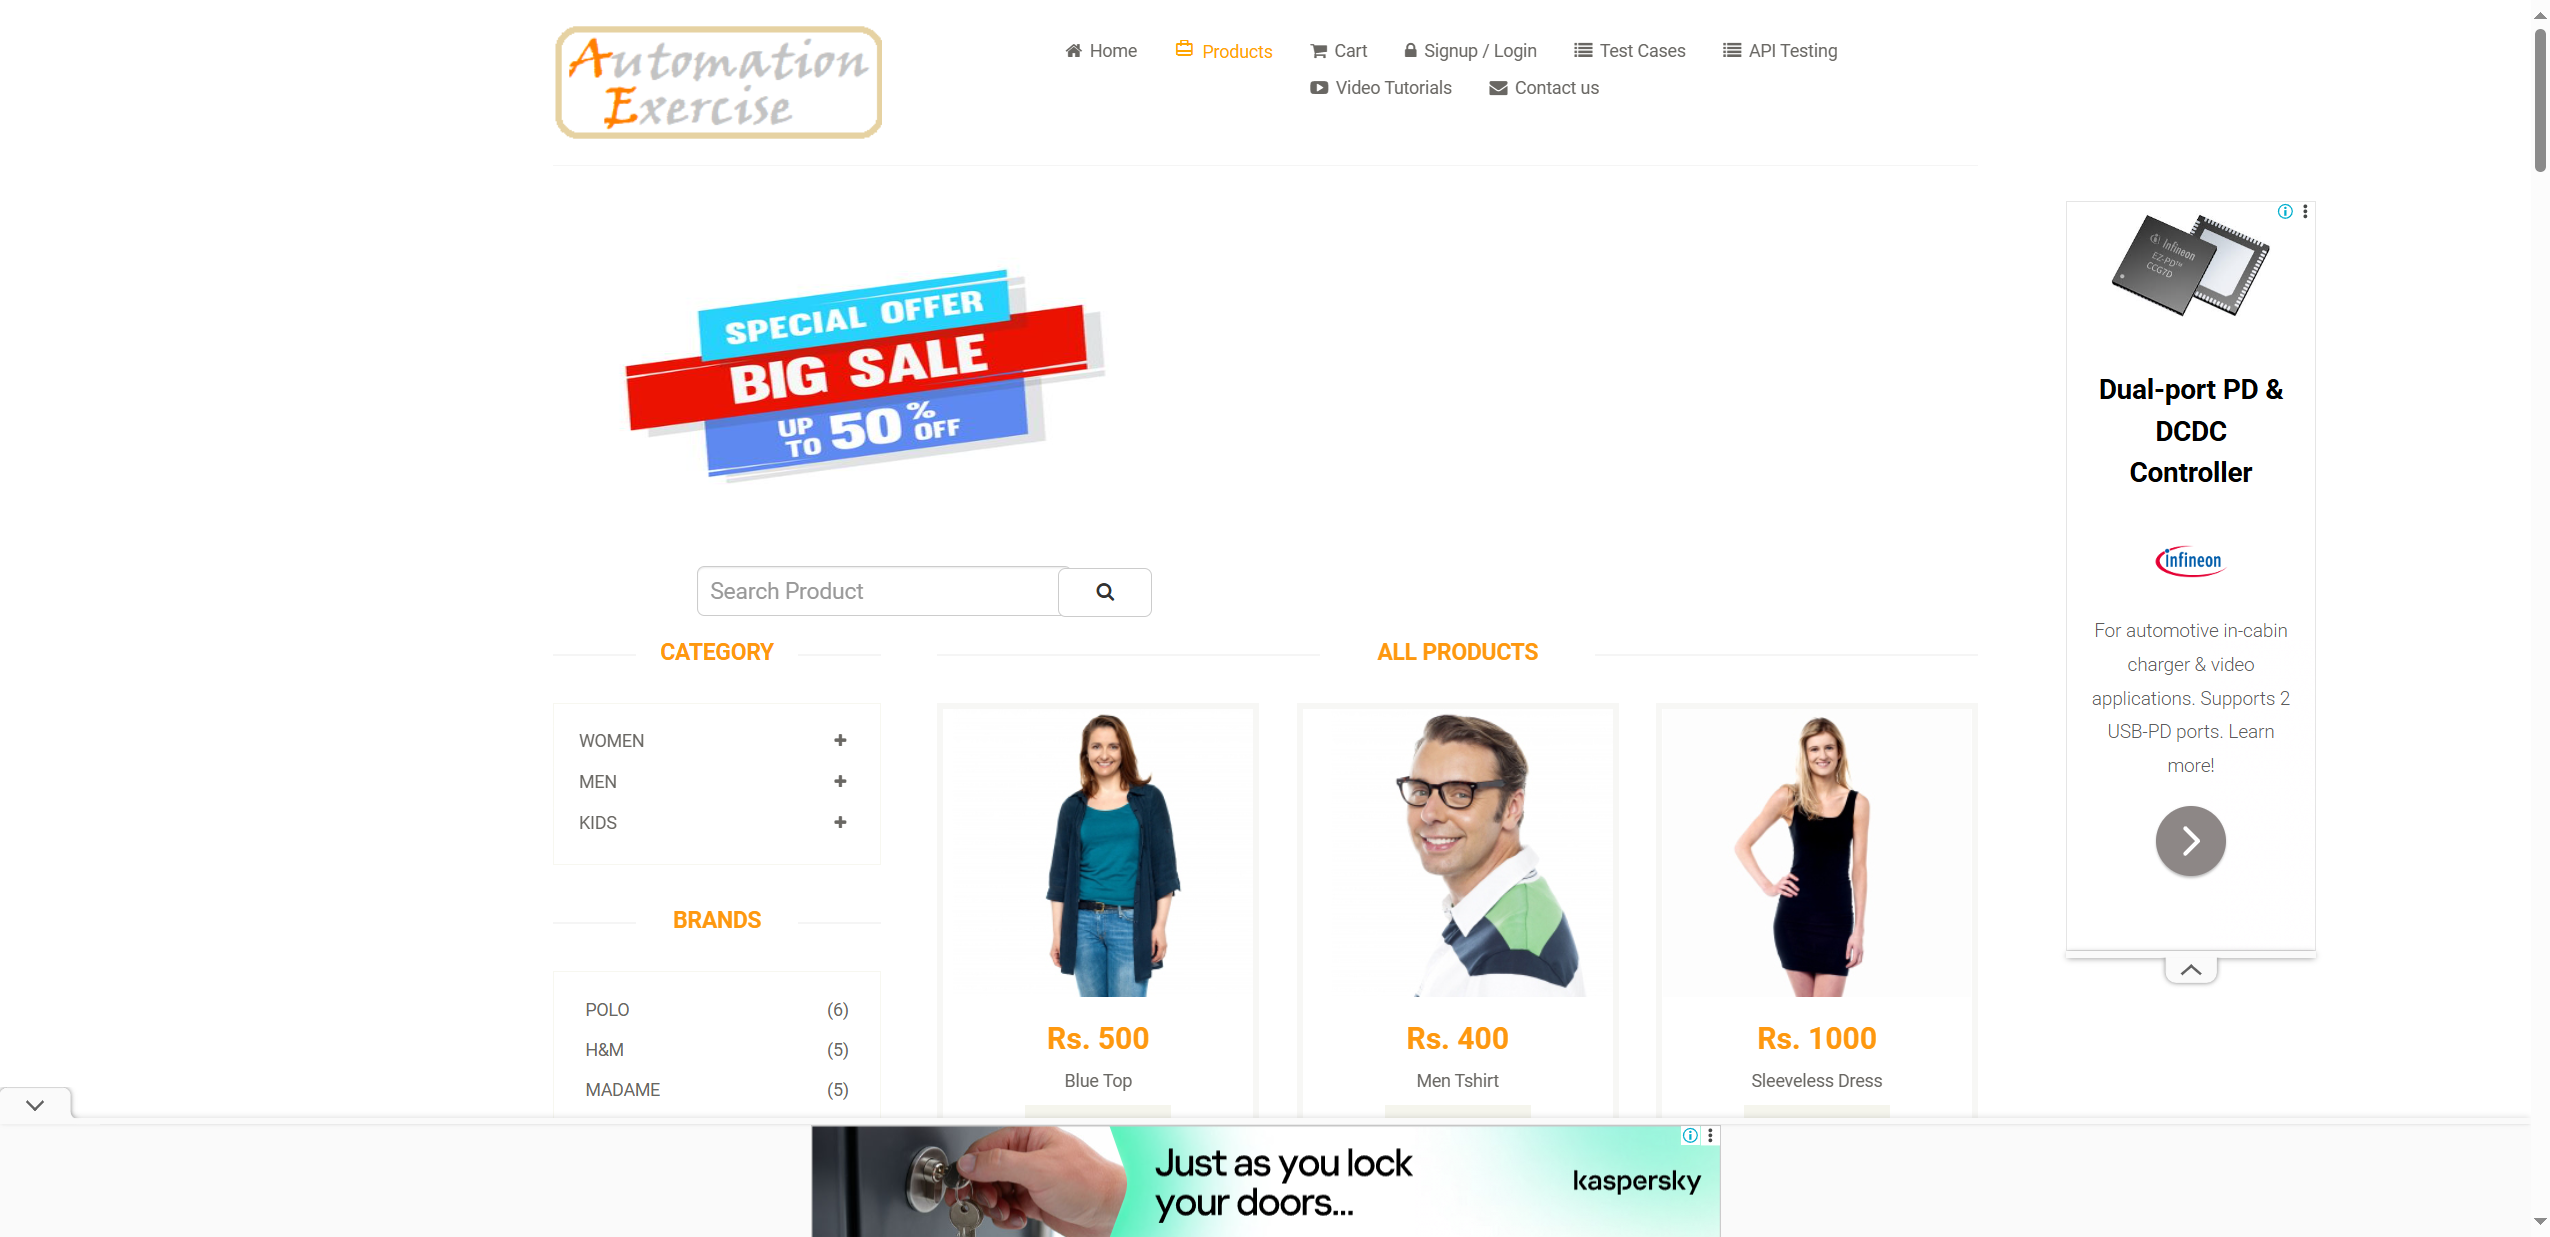 Automation
Exercise
Home
Products
Cart
Signup / Login
Test Cases
API Testing
Video Tutorials
Contact us
SPECIAL OFFER
BIG SALE
UP TO 50% OFF
Search Product
CATEGORY
WOMEN
MEN
KIDS
BRANDS
POLO (6)
H&M (5)
MADAME (5)
ALL PRODUCTS
Rs. 500
Blue Top
Rs. 400
Men Tshirt
Rs. 1000
Sleeveless Dress
infineon
EZ-PD™
CCG7D
Dual-port PD &
DCDC
Controller
infineon
For automotive in-cabin
charger & video
applications. Supports 2
USB-PD ports. Learn
more!
Just as you lock
your doors...
kaspersky